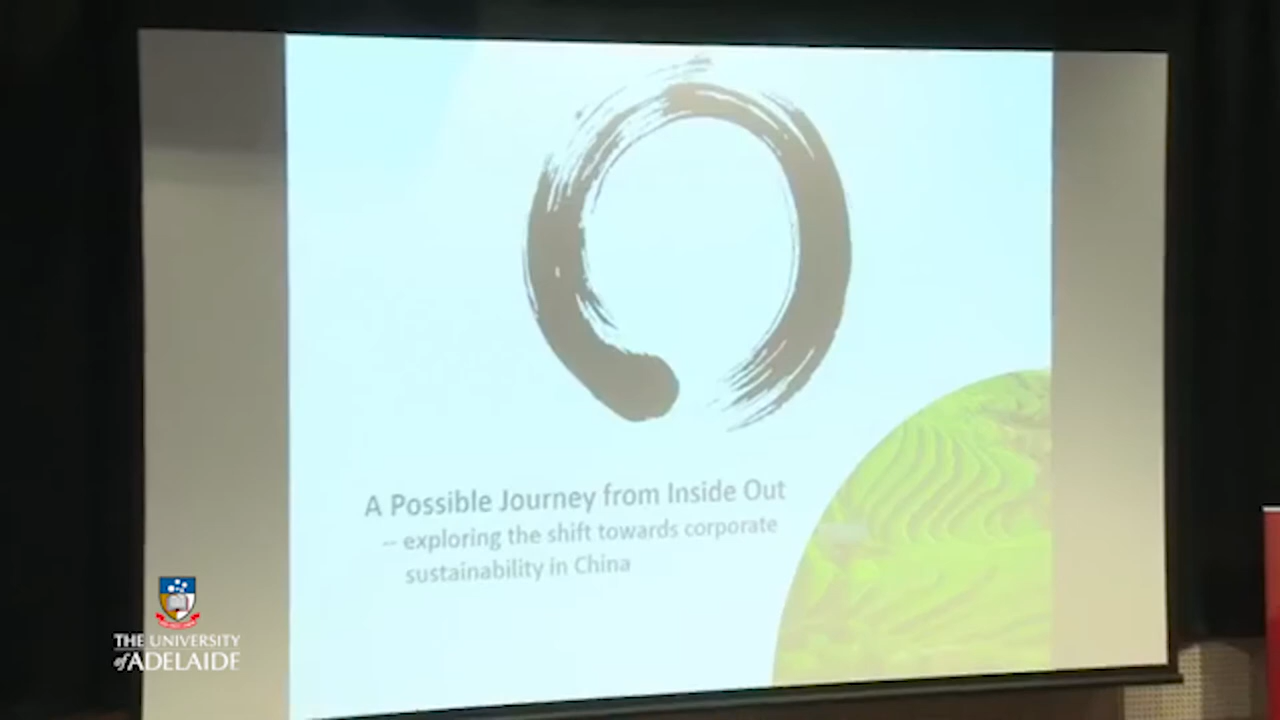 A Possible Journey from Inside Out
-- exploring the shift towards corporate
sustainability in China
THE UNIVERSITY
of ADELAIDE